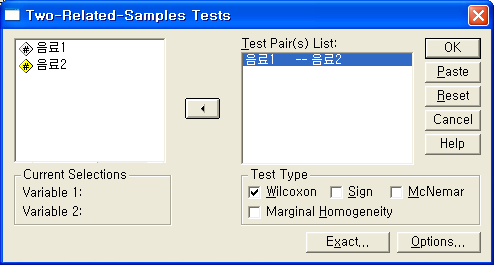 Two-Related-Samples Tests
음료1
음료2
Test Pair(s) List:
음료1 -- 음료2
OK
Paste
Reset
Cancel
Help
Current Selections
Variable 1:
Variable 2:
Test Type
Wilcoxon Sign McNemar
Marginal Homogeneity
Exact... Options...